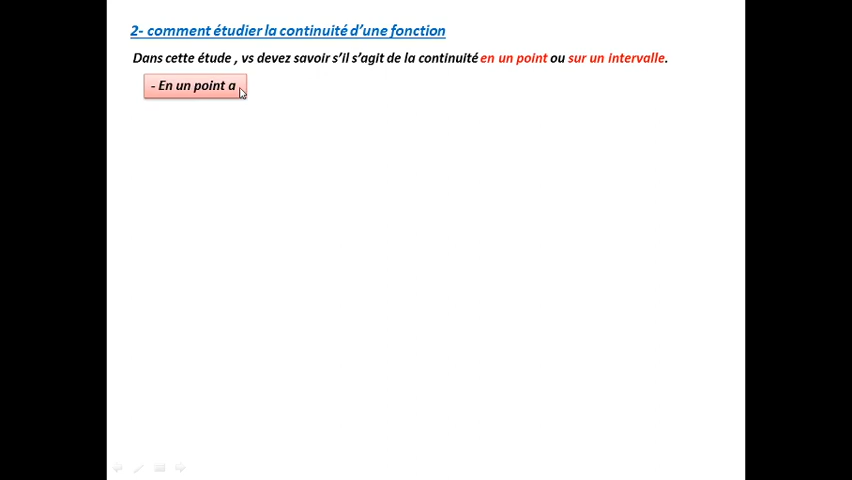 2- comment étudier la continuité d'une fonction
Dans cette étude , vs devez savoir s'il s'agit de la continuité en un point ou sur un intervalle.
- En un point a